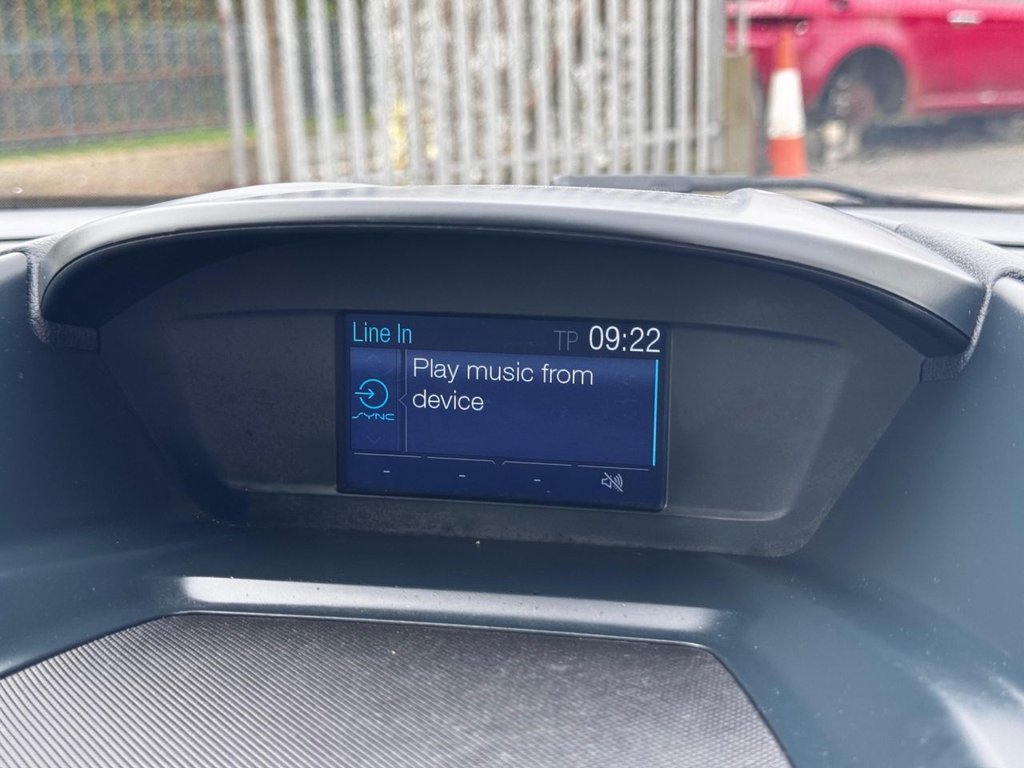 Line In TP 09:22
Play music from
device
SYNC